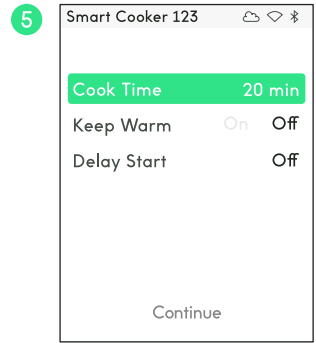 5
Smart Cooker 123
Cook Time 20 min
Keep Warm On Off
Delay Start Off
Continue